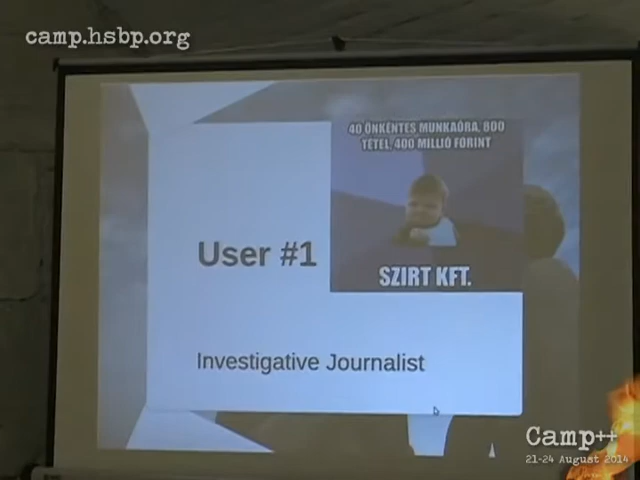 camp.hsbp.org
40 ÖNKÉNTES MUNKAÓRA, 800
TÉTEL, 400 MILLIÓ FORINT
User #1
SZIRT KFT.
Investigative Journalist
Camp++
21-24 August 2014